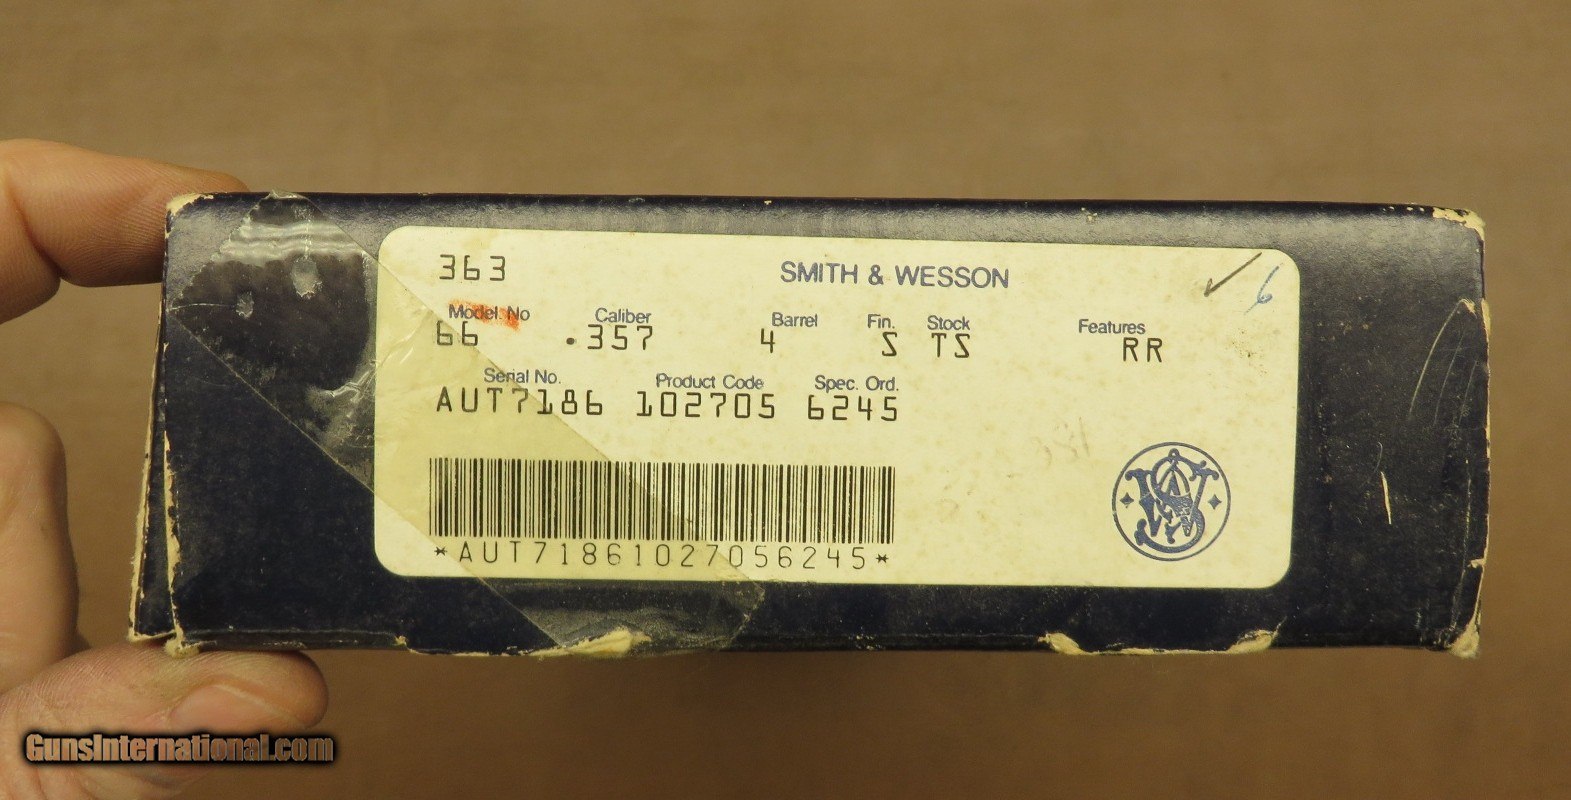 363
SMITH & WESSON
✓ 6
Model. No Caliber Barrel Fin. Stock Features
66 .357 4 S TS RR
Serial No. Product Code Spec. Ord.
AUT7186 102705 6245
*AUT71861027056245*
GunsInternational.com